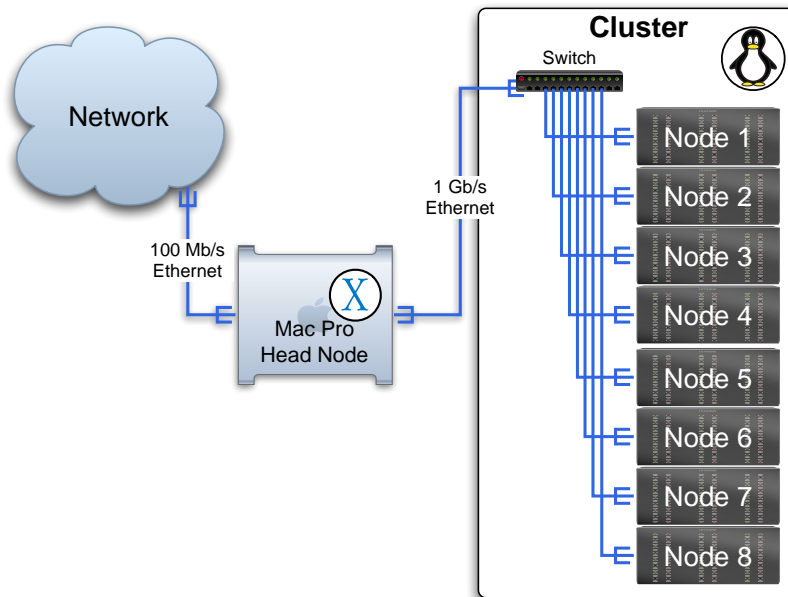 Cluster
Switch
Network
1 Gb/s
Ethernet
100 Mb/s
Ethernet
X
Mac Pro
Head Node
Node 1
Node 2
Node 3
Node 4
Node 5
Node 6
Node 7
Node 8